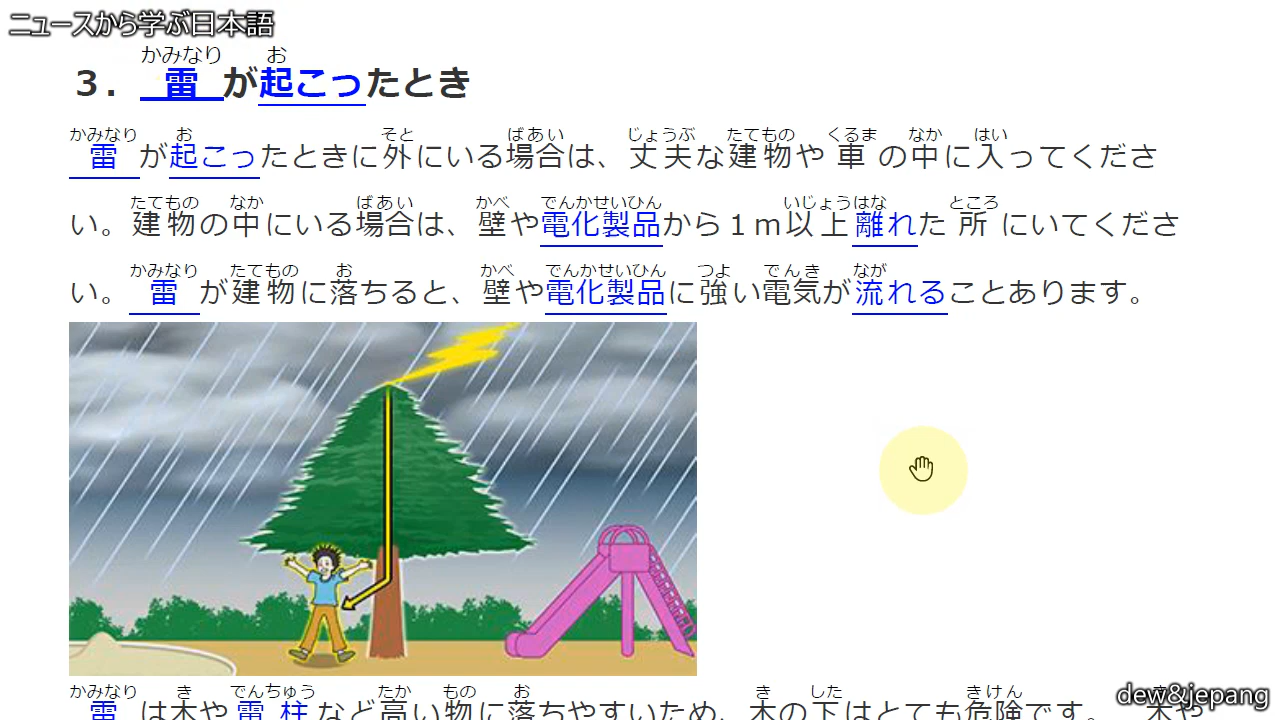 ニュースから学ぶ日本語
かみなり お
３．雷が起こったとき
かみなり お そと ばあい じょうぶ たてもの くるま なか はい
雷が起こったときに外にいる場合は、丈夫な建物や車の中に入ってくださ
たてもの なか ばあい かべ でんかせいひん いじょう はな ところ
い。建物の中にいる場合は、壁や電化製品から１ｍ以上離れた所にいてくださ
かみなり たてもの お かべ でんかせいひん つよ でんき なが
い。雷が建物に落ちると、壁や電化製品に強い電気が流れることあります。
かみなり き でんちゅう たか もの お き した きけん
雷は木や電柱など高い物に落ちやすいため、木の下はとても危険です。木や
dew&jepang